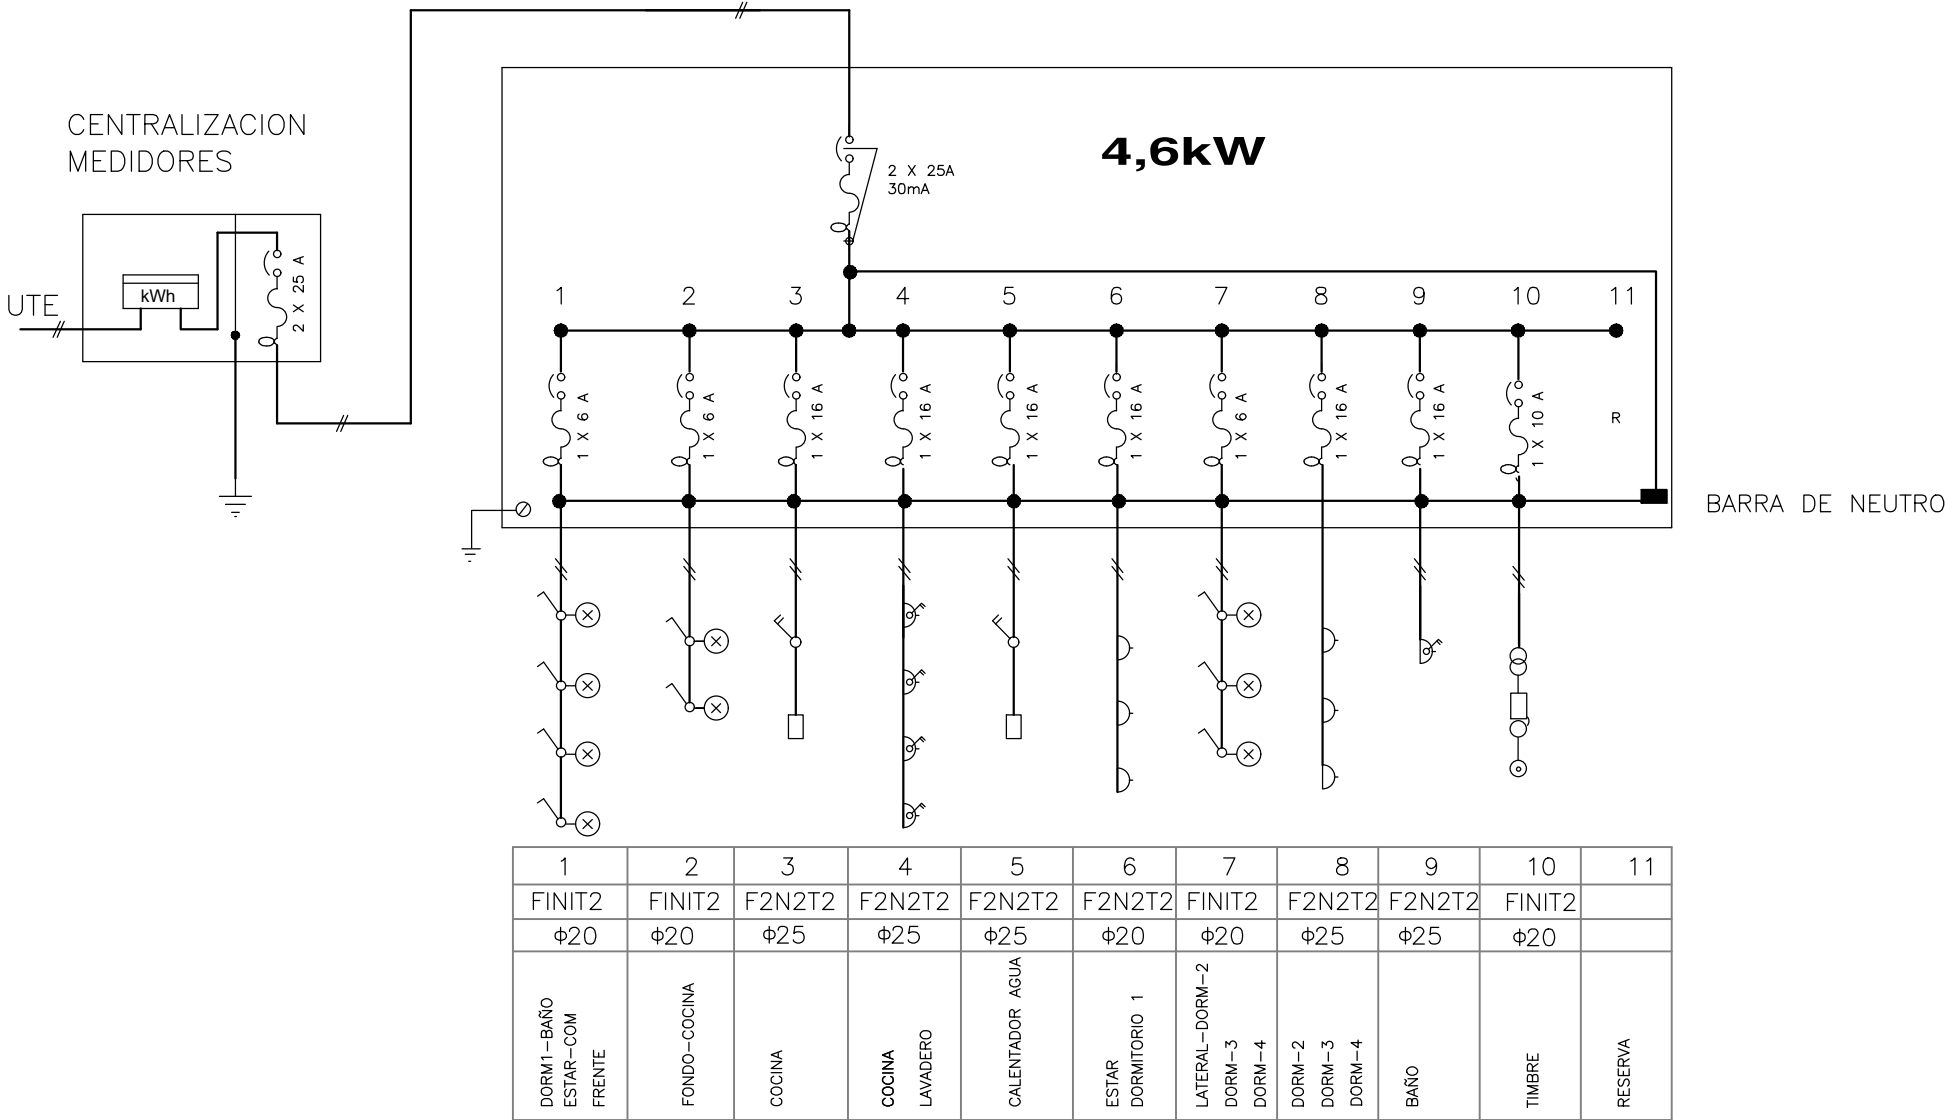 CENTRALIZACION
MEDIDORES
UTE
kWh
2 X 25 A
4,6kW
2 X 25A
30mA
1 2 3 4 5 6 7 8 9 10 11
1 X 6 A
1 X 6 A
1 X 16 A
1 X 16 A
1 X 16 A
1 X 16 A
1 X 6 A
1 X 16 A
1 X 16 A
1 X 10 A
R
BARRA DE NEUTRO
1 2 3 4 5 6 7 8 9 10 11
FINIT2 FINIT2 F2N2T2 F2N2T2 F2N2T2 F2N2T2 FINIT2 F2N2T2 F2N2T2 FINIT2
Φ20 Φ20 Φ25 Φ25 Φ25 Φ20 Φ20 Φ25 Φ25 Φ20
DORM1-BAÑO
ESTAR-COM
FRENTE
FONDO-COCINA
COCINA
COCINA
LAVADERO
CALENTADOR AGUA
ESTAR
DORMITORIO 1
LATERAL-DORM-2
DORM-3
DORM-4
DORM-2
DORM-3
DORM-4
BAÑO
TIMBRE
RESERVA